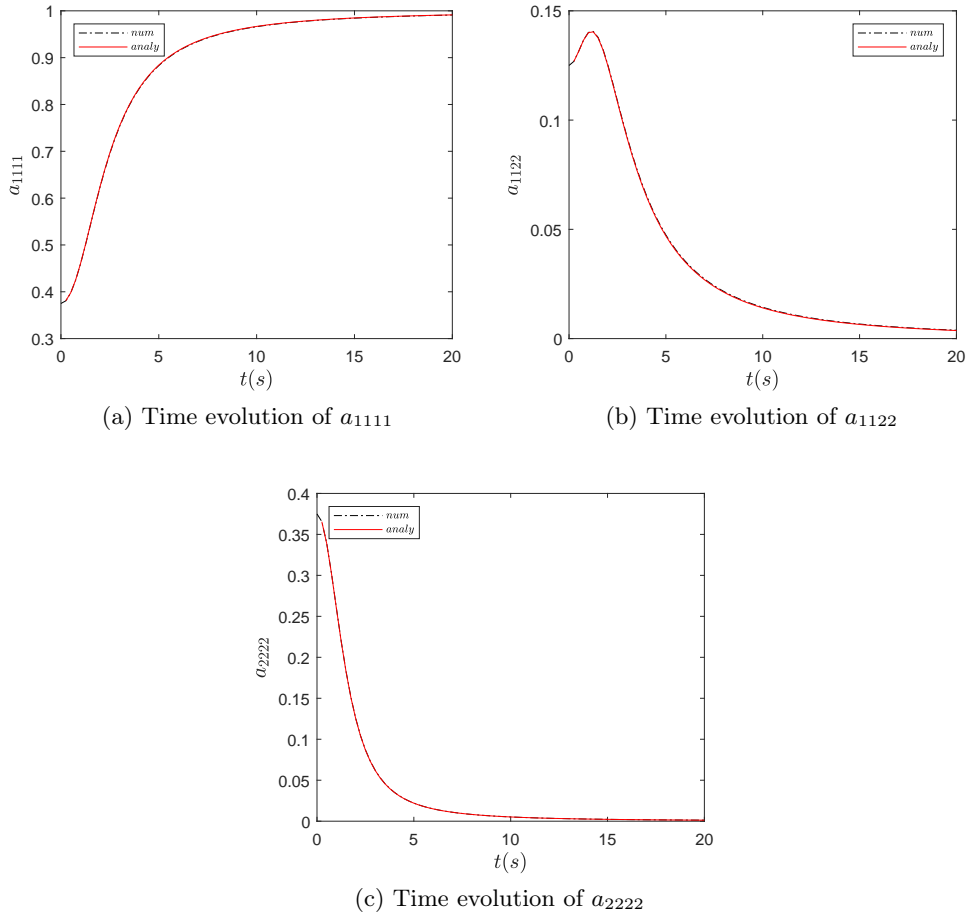 1
0.9
0.8
0.7
0.6
0.5
0.4
0.3
a₁₁₁₁
num
analy
0 5 10 15 20
t(s)
(a) Time evolution of a₁₁₁₁
0.15
0.1
0.05
0
a₁₁₂₂
num
analy
0 5 10 15 20
t(s)
(b) Time evolution of a₁₁₂₂
0.4
0.35
0.3
0.25
0.2
0.15
0.1
0.05
0
a₂₂₂₂
num
analy
0 5 10 15 20
t(s)
(c) Time evolution of a₂₂₂₂